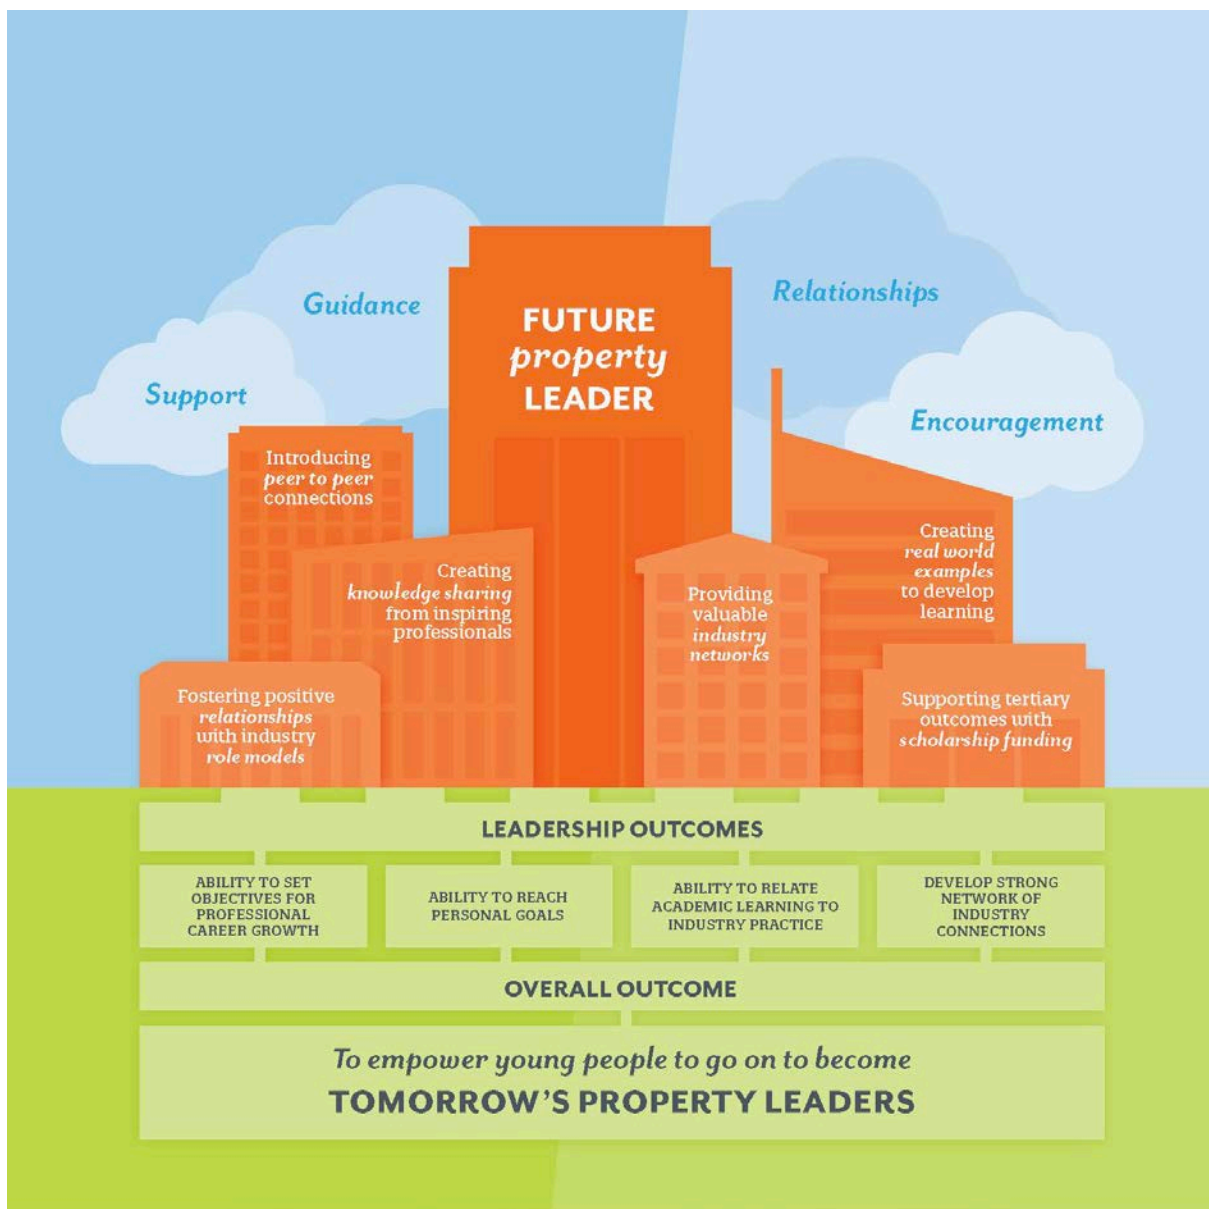 Guidance
Relationships
Support
Encouragement
FUTURE
property
LEADER
Introducing
peer to peer
connections
Creating
knowledge sharing
from inspiring
professionals
Fostering positive
relationships
with industry
role models
Providing
valuable
industry
networks
Creating
real world
examples
to develop
learning
Supporting tertiary
outcomes with
scholarship funding
LEADERSHIP OUTCOMES
ABILITY TO SET
OBJECTIVES FOR
PROFESSIONAL
CAREER GROWTH
ABILITY TO REACH
PERSONAL GOALS
ABILITY TO RELATE
ACADEMIC LEARNING TO
INDUSTRY PRACTICE
DEVELOP STRONG
NETWORK OF
INDUSTRY
CONNECTIONS
OVERALL OUTCOME
To empower young people to go on to become
TOMORROW'S PROPERTY LEADERS